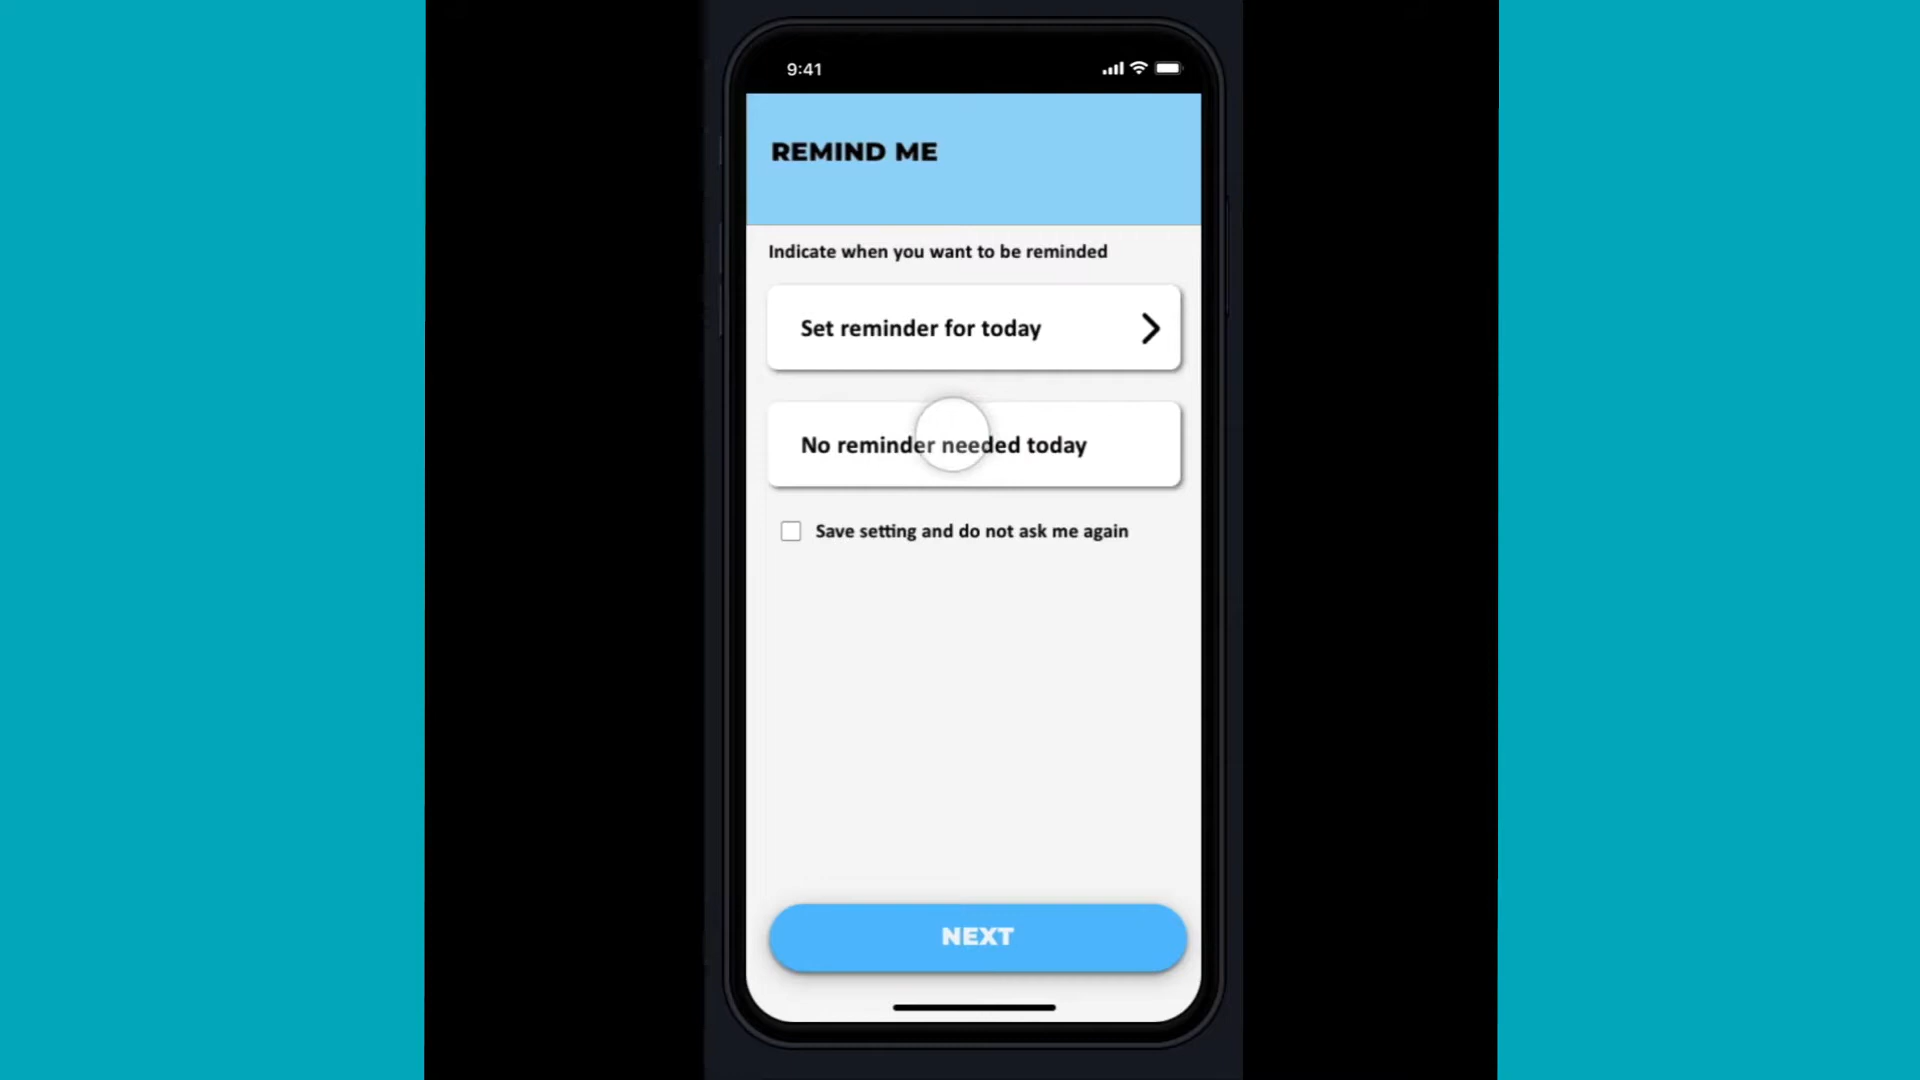 9:41
REMIND ME
Indicate when you want to be reminded
Set reminder for today
No reminder needed today
Save setting and do not ask me again
NEXT